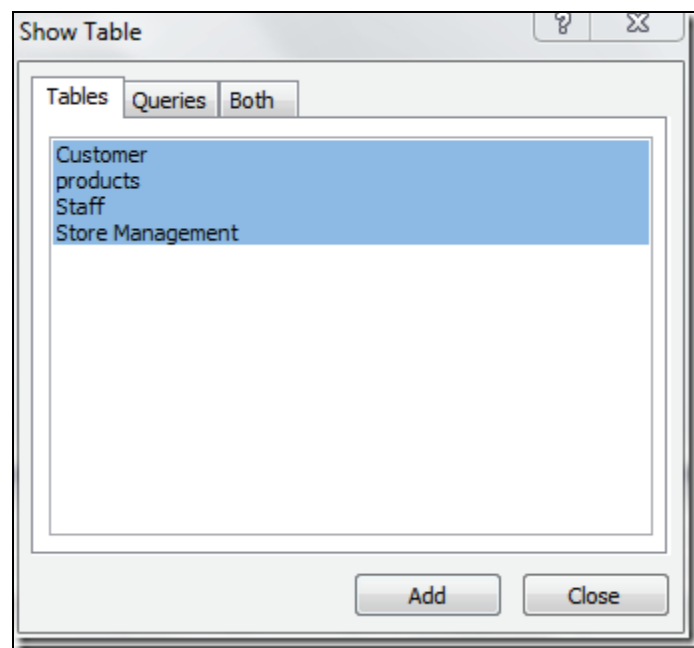 Show Table
?
Tables Queries Both
Customer
products
Staff
Store Management
Add Close